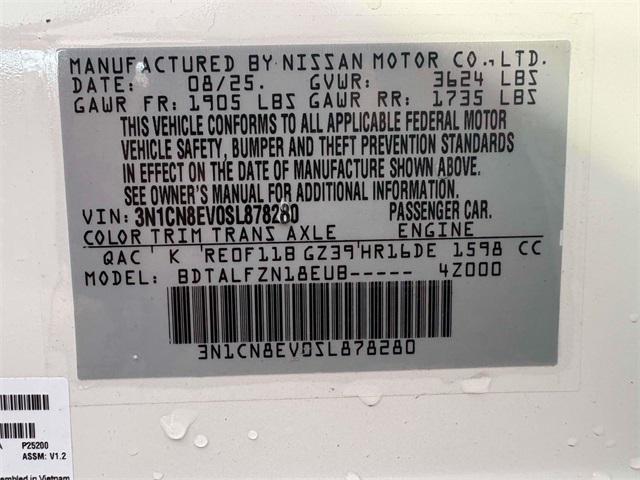 MANUFACTURED BY NISSAN MOTOR CO.,LTD.
DATE: 08/25. GVWR: 3624 LBS
GAWR FR: 1905 LBS GAWR RR: 1735 LBS
THIS VEHICLE CONFORMS TO ALL APPLICABLE FEDERAL MOTOR
VEHICLE SAFETY, BUMPER AND THEFT PREVENTION STANDARDS
IN EFFECT ON THE DATE OF MANUFACTURE SHOWN ABOVE.
SEE OWNER'S MANUAL FOR ADDITIONAL INFORMATION.
VIN: 3N1CN8EV0SL878280 PASSENGER CAR.
COLOR TRIM TRANS AXLE ENGINE
QAC K RE0F11B GZ39 HR16DE 1598 CC
MODEL: BDTALFZN18EUB----- 4Z000
3N1CN8EV0SL878280
P25200
ASSM: V1.2
in Vietnam